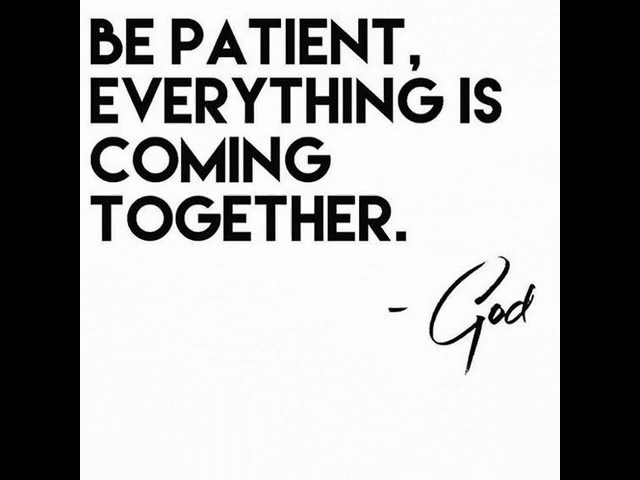 BE PATIENT,
EVERYTHING IS
COMING
TOGETHER.
- God